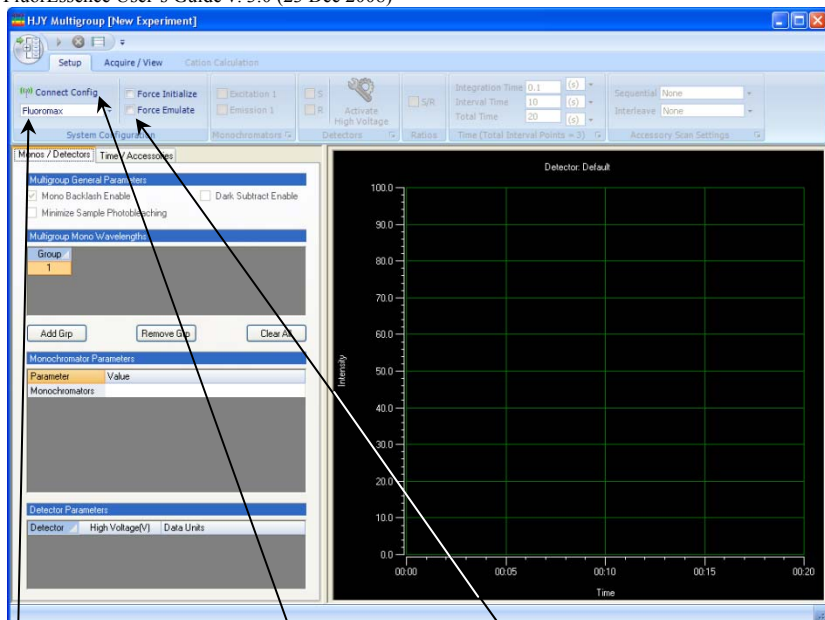 FluorEssence User's Guide v. 3.0 (23 Dec 2008)
HJY Multigroup [New Experiment]
Setup Acquire / View Cation Calculation
Connect Config Force Initialize Excitation 1 S Activate High Voltage S/R Integration Time 0.1 (s) Sequential None
Fluoromax Force Emulate Emission 1 R Interval Time 10 (s) Interleave None
Total Time 20 (s)
System Configuration Monochromators Detectors Ratios Time (Total Interval Points = 3) Accessory Scan Settings
Monos / Detectors Time / Accessories
Multigroup General Parameters
Mono Backlash Enable Dark Subtract Enable
Minimize Sample Photobleaching
Multigroup Mono Wavelengths
Group
1
Add Grp Remove Grp Clear All
Monochromator Parameters
Parameter Value
Monochromators
Detector Parameters
Detector High Voltage(V) Data Units
Detector: Default
100.0
90.0
80.0
70.0
60.0
50.0
40.0
30.0
20.0
10.0
0.0
Intensity
00:00 00:05 00:10 00:15 00:20
Time